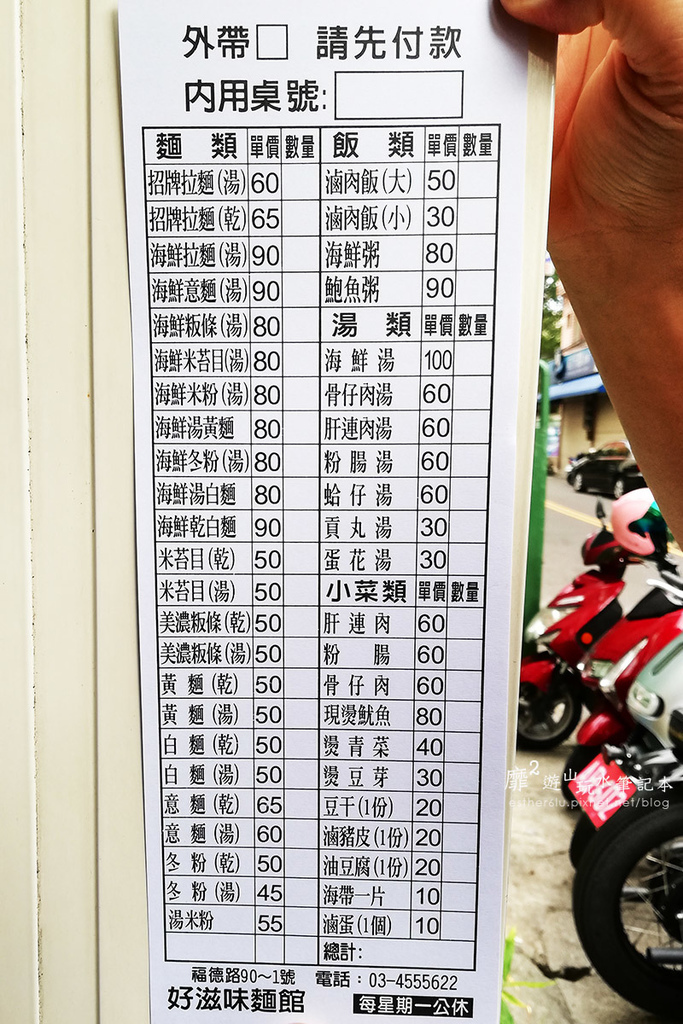 外帶□ 請先付款
內用桌號:
麵 類 單價 數量 飯 類 單價 數量
招牌拉麵(湯) 60 滷肉飯(大) 50
招牌拉麵(乾) 65 滷肉飯(小) 30
海鮮拉麵(湯) 90 海鮮粥 80
海鮮意麵(湯) 90 鮑魚粥 90
海鮮粄條(湯) 80 湯 類 單價 數量
海鮮米苔目(湯) 80 海鮮湯 100
海鮮米粉(湯) 80 骨仔肉湯 60
海鮮湯黃麵 80 肝連肉湯 60
海鮮冬粉(湯) 80 粉腸湯 60
海鮮湯白麵 80 蛤仔湯 60
海鮮乾白麵 90 貢丸湯 30
米苔目(乾) 50 蛋花湯 30
米苔目(湯) 50 小菜類 單價 數量
美濃粄條(乾) 50 肝連肉 60
美濃粄條(湯) 50 粉腸 60
黃麵(乾) 50 骨仔肉 60
黃麵(湯) 50 現燙魷魚 80
白麵(乾) 50 燙青菜 40
白麵(湯) 50 燙豆芽 30
意麵(乾) 65 豆干(1份) 20
意麵(湯) 60 滷豬皮(1份) 20
冬粉(乾) 50 油豆腐(1份) 20
冬粉(湯) 45 海帶一片 10
湯米粉 55 滷蛋(1個) 10
總計:
福德路90～1號 電話：03-4555622
好滋味麵館 每星期一公休
靡2遊山玩水筆記本
esther6lu.pixnet.net/blog